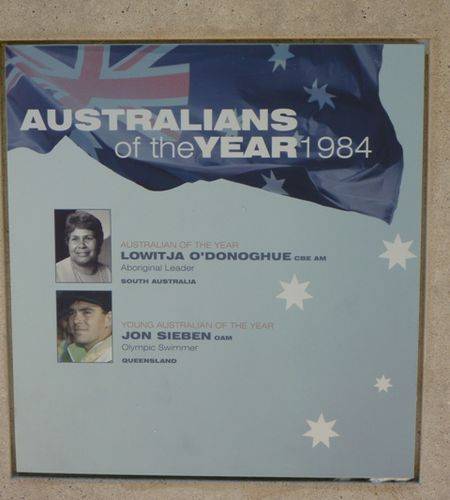 AUSTRALIANS
of the YEAR 1984
AUSTRALIAN OF THE YEAR
LOWITJA O'DONOGHUE CBE AM
Aboriginal Leader
SOUTH AUSTRALIA
YOUNG AUSTRALIAN OF THE YEAR
JON SIEBEN OAM
Olympic Swimmer
QUEENSLAND